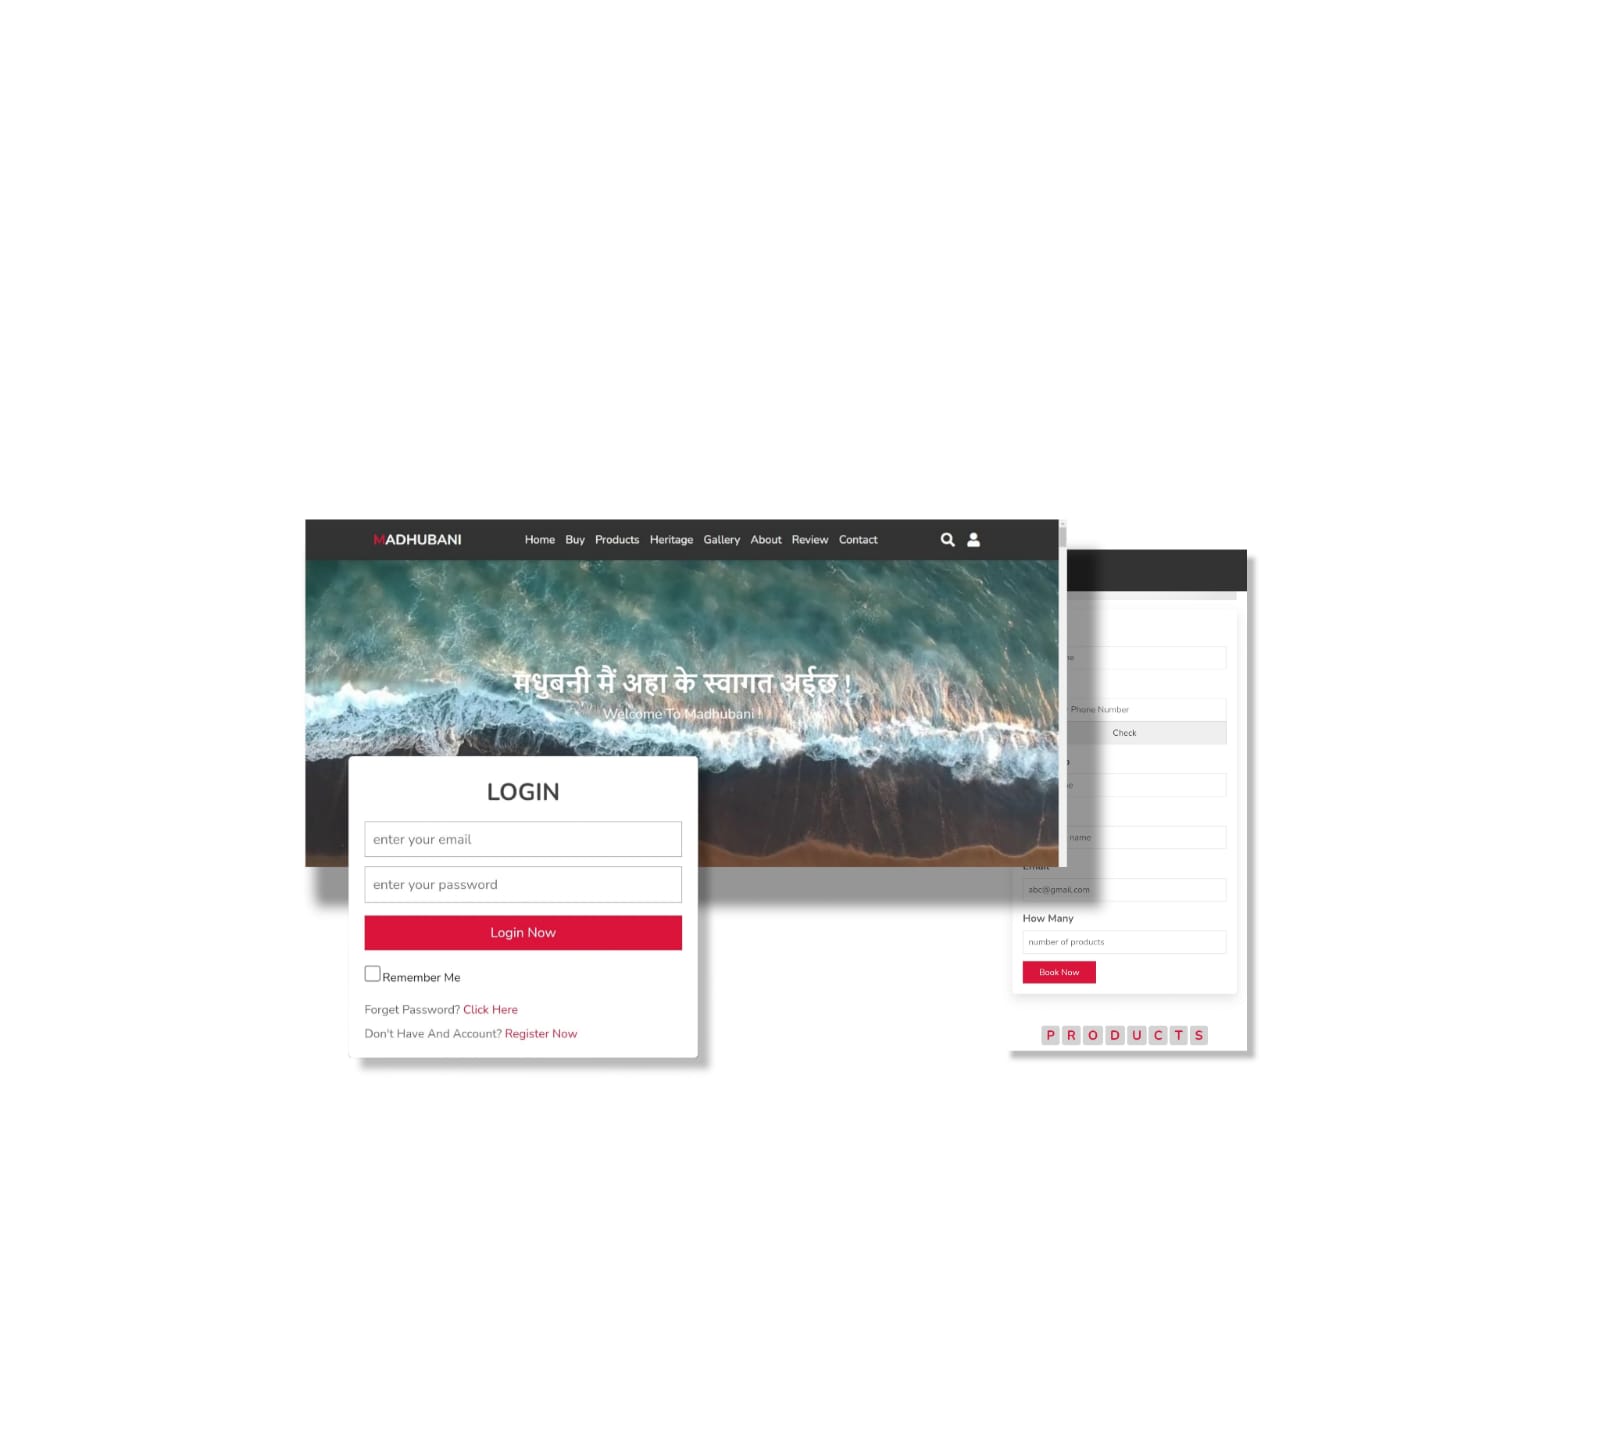 MADHUBANI
Home Buy Products Heritage Gallery About Review Contact
मधुबनी मैं अहा के स्वागत अईछ !
Welcome To Madhubani !
LOGIN
enter your email
enter your password
Login Now
Remember Me
Forget Password? Click Here
Don't Have And Account? Register Now
Phone Number
Check
name
Email
abc@gmail.com
How Many
number of products
Book Now
PRODUCTS